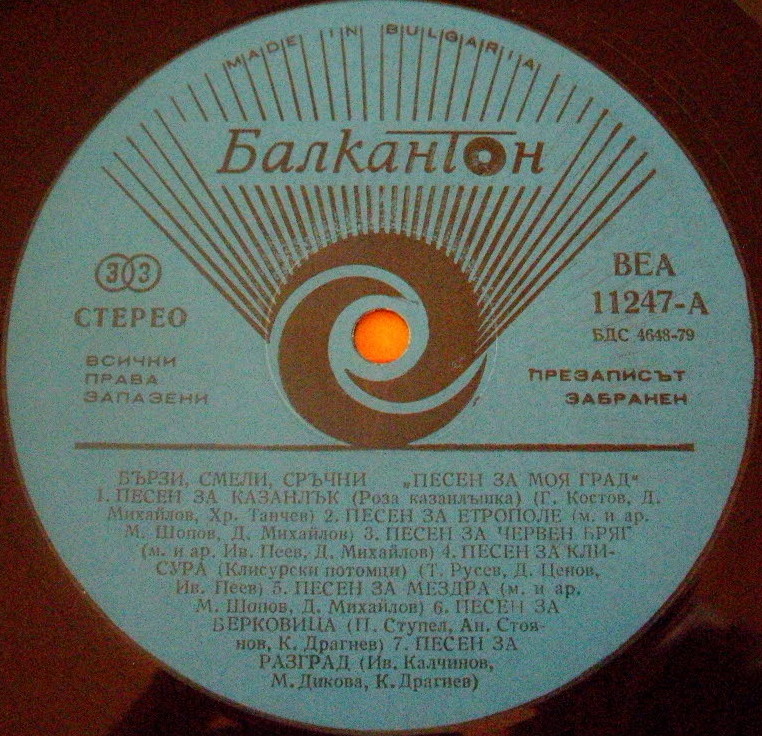 MADE IN BULGARIA
Балкантон
33
СТЕРЕО
ВСИЧНИ
ПРАВА
ЗАПАЗЕНИ
ВЕА
11247-А
БДС 4648-79
ПРЕЗАПИСЪТ
ЗАБРАНЕН
БЪРЗИ, СМЕЛИ, СРЪЧНИ „ПЕСЕН ЗА МОЯ ГРАД“
1. ПЕСЕН ЗА КАЗАНЛЪК (Роза казанлъшка) (Г. Костов, Д.
Михайлов, Хр. Танчев) 2. ПЕСЕН ЗА ЕТРОПОЛЕ (м. и ар.
М. Шопов, Д. Михайлов) 3. ПЕСЕН ЗА ЧЕРВЕН БРЯГ
(м. и ар. Ив. Пеев, Д. Михайлов) 4. ПЕСЕН ЗА КЛИ-
СУРА (Клисурски потомци) (Т. Русев, Д. Ценов,
Ив. Пеев) 5. ПЕСЕН ЗА МЕЗДРА (м. и ар.
М. Шопов, Д. Михайлов) 6. ПЕСЕН ЗА
БЕРКОВИЦА (П. Ступел, Ан. Стоя-
нов, К. Драгнев) 7. ПЕСЕН ЗА
РАЗГРАД (Ив. Калчинов,
М. Дикова, К. Драгнев)